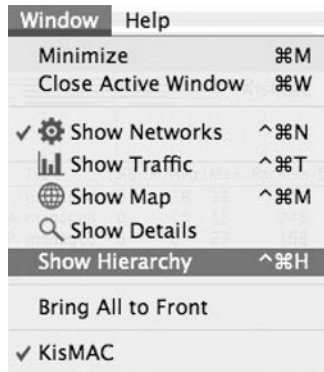 Window Help
Minimize ⌘M
Close Active Window ⌘W
✓ Show Networks ^⌘N
Show Traffic ^⌘T
Show Map ^⌘M
Show Details
Show Hierarchy ^⌘H
Bring All to Front
✓ KisMAC